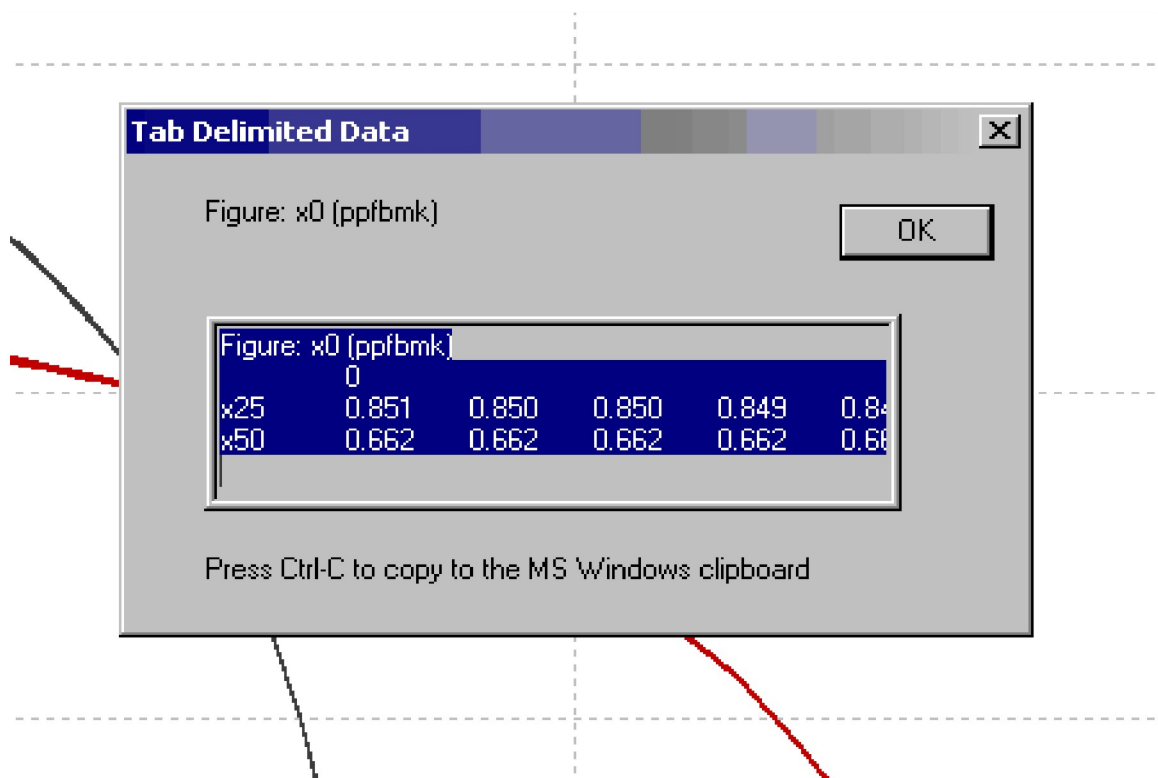 Tab Delimited Data
Figure: x0 (ppfbmk)
OK
Figure: x0 (ppfbmk)
0
x25 0.851 0.850 0.850 0.849
x50 0.662 0.662 0.662 0.662
Press Ctrl-C to copy to the MS Windows clipboard